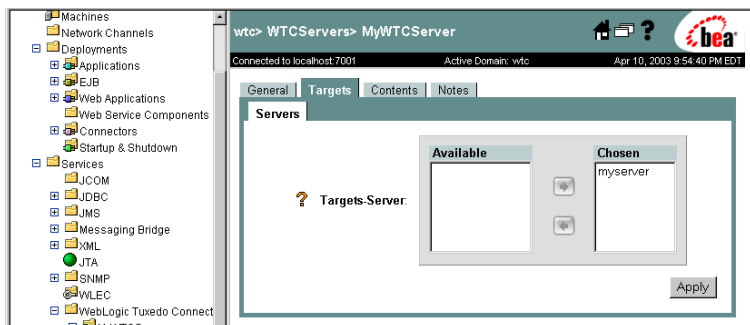 Machines
Network Channels
Deployments
Applications
EJB
Web Applications
Web Service Components
Connectors
Startup & Shutdown
Services
JCOM
JDBC
JMS
Messaging Bridge
XML
JTA
SNMP
WLEC
WebLogic Tuxedo Connect
wtc> WTCServers> MyWTCServer
?
bea
Connected to localhost:7001 Active Domain: wtc Apr 10, 2003 9:54:40 PM EDT
General Targets Contents Notes
Servers
Available Chosen
myserver
? Targets-Server:
Apply